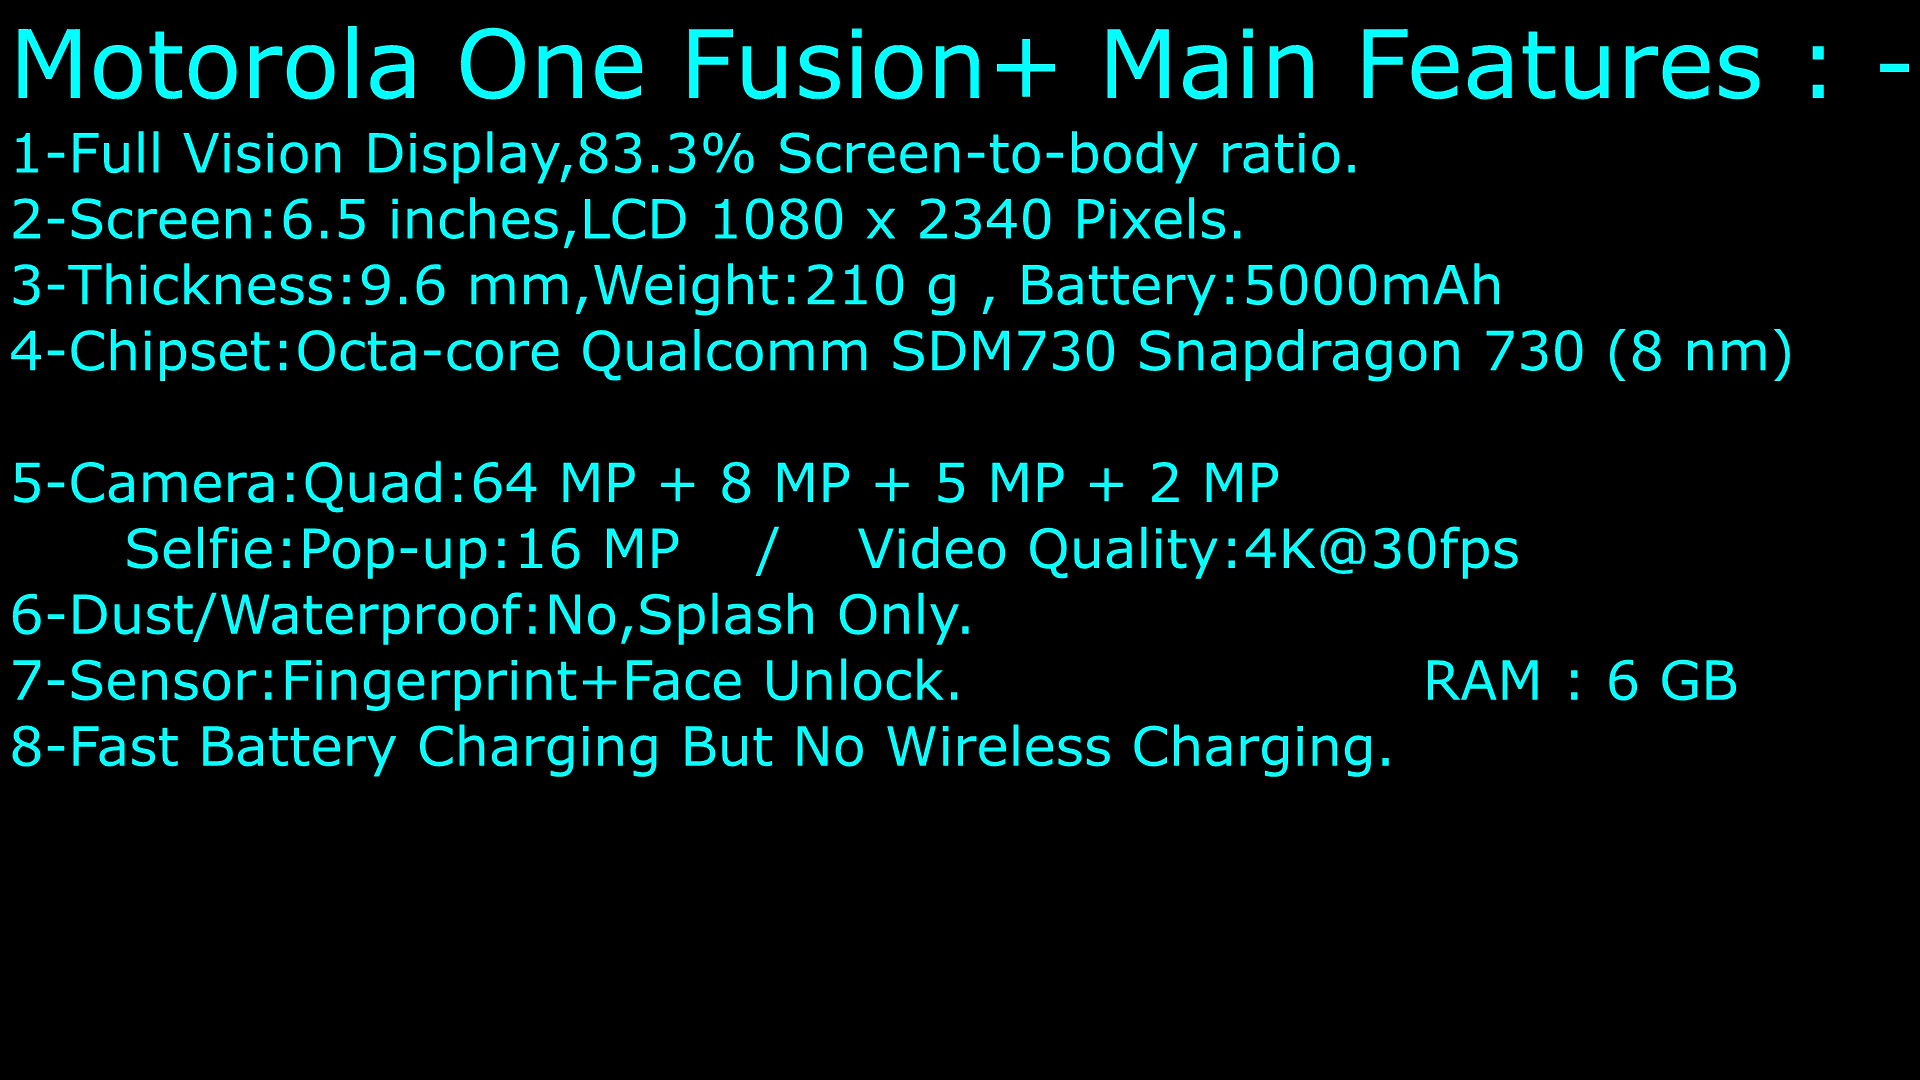 Motorola One Fusion+ Main Features : -
1-Full Vision Display,83.3% Screen-to-body ratio.
2-Screen:6.5 inches,LCD 1080 x 2340 Pixels.
3-Thickness:9.6 mm,Weight:210 g , Battery:5000mAh
4-Chipset:Octa-core Qualcomm SDM730 Snapdragon 730 (8 nm)
5-Camera:Quad:64 MP + 8 MP + 5 MP + 2 MP
Selfie:Pop-up:16 MP / Video Quality:4K@30fps
6-Dust/Waterproof:No,Splash Only.
7-Sensor:Fingerprint+Face Unlock. RAM : 6 GB
8-Fast Battery Charging But No Wireless Charging.